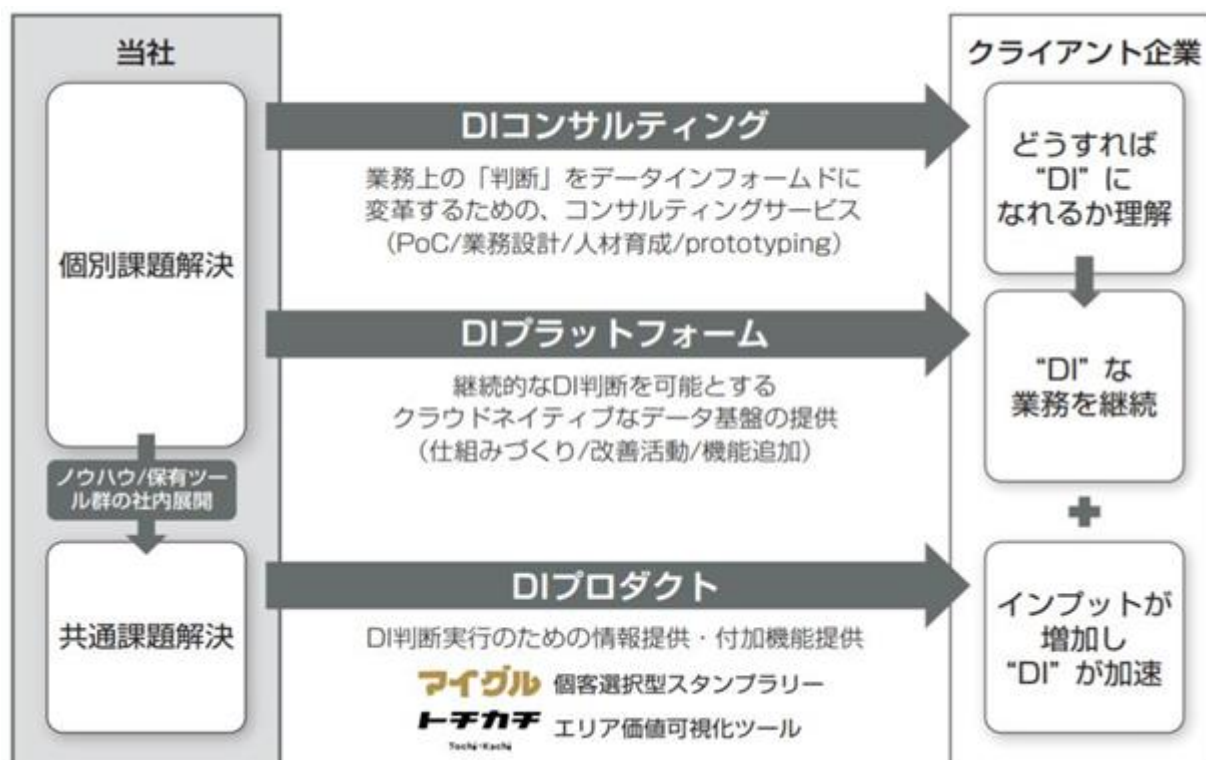 当社
クライアント企業
個別課題解決
DIコンサルティング
業務上の「判断」をデータインフォームドに
変革するための、コンサルティングサービス
（PoC/業務設計/人材育成/prototyping）
どうすれば
“DI” に
なれるか理解
DIプラットフォーム
継続的なDI判断を可能とする
クラウドネイティブなデータ基盤の提供
（仕組みづくり/改善活動/機能追加）
“DI” な
業務を継続
ノウハウ/保有ツー
ル群の社内展開
共通課題解決
DIプロダクト
DI判断実行のための情報提供・付加機能提供
マイグル 個客選択型スタンプラリー
トチカチ エリア価値可視化ツール
Tochi-Kachi
インプットが
増加し
“DI” が加速